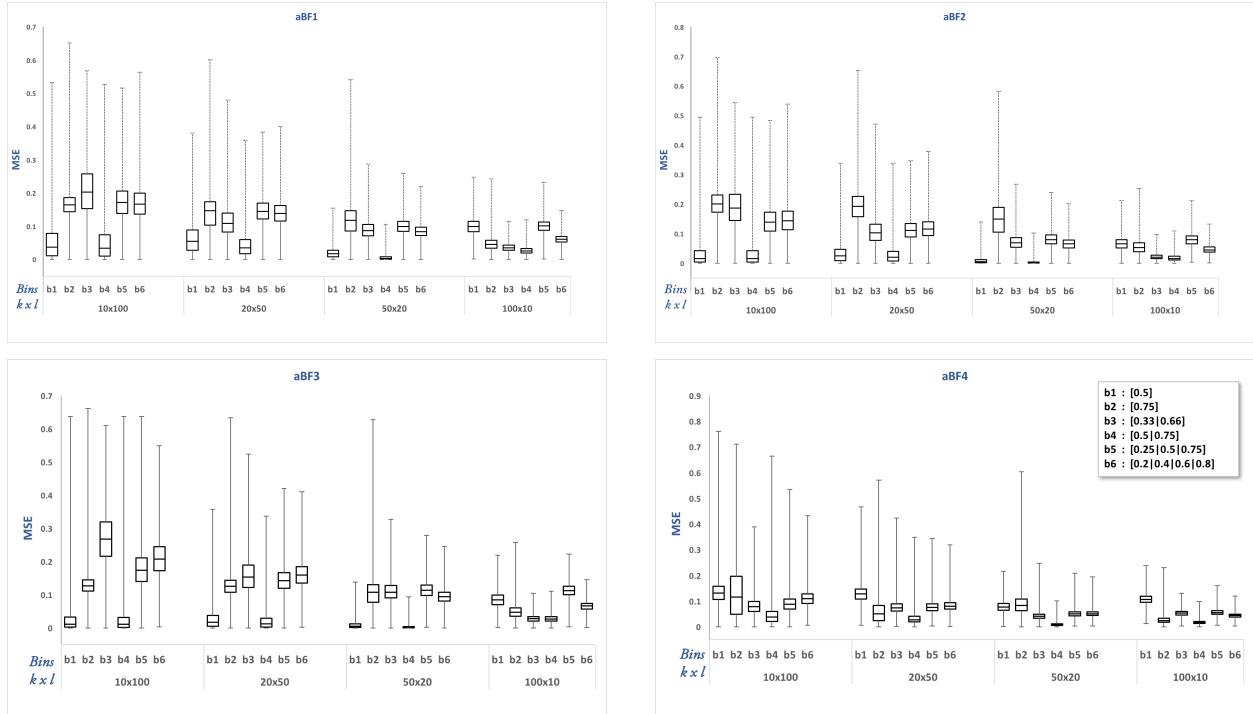 aBF1
0.7
0.6
0.5
0.4
0.3
0.2
0.1
0
MSE
Bins b1 b2 b3 b4 b5 b6 b1 b2 b3 b4 b5 b6 b1 b2 b3 b4 b5 b6 b1 b2 b3 b4 b5 b6
k x l 10x100 20x50 50x20 100x10
aBF2
0.8
0.7
0.6
0.5
0.4
0.3
0.2
0.1
0
MSE
Bins b1 b2 b3 b4 b5 b6 b1 b2 b3 b4 b5 b6 b1 b2 b3 b4 b5 b6 b1 b2 b3 b4 b5 b6
k x l 10x100 20x50 50x20 100x10
aBF3
0.7
0.6
0.5
0.4
0.3
0.2
0.1
0
MSE
Bins b1 b2 b3 b4 b5 b6 b1 b2 b3 b4 b5 b6 b1 b2 b3 b4 b5 b6 b1 b2 b3 b4 b5 b6
k x l 10x100 20x50 50x20 100x10
aBF4
b1 : [0.5]
b2 : [0.75]
b3 : [0.33|0.66]
b4 : [0.5|0.75]
b5 : [0.25|0.5|0.75]
b6 : [0.2|0.4|0.6|0.8]
0.9
0.8
0.7
0.6
0.5
0.4
0.3
0.2
0.1
0
MSE
Bins b1 b2 b3 b4 b5 b6 b1 b2 b3 b4 b5 b6 b1 b2 b3 b4 b5 b6 b1 b2 b3 b4 b5 b6
k x l 10x100 20x50 50x20 100x10